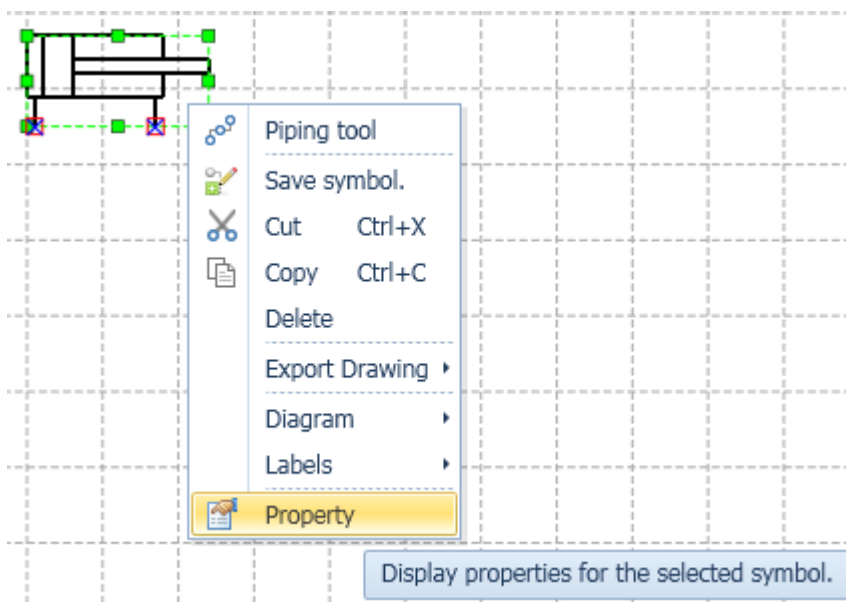 Piping tool
Save symbol.
Cut Ctrl+X
Copy Ctrl+C
Delete
Export Drawing
Diagram
Labels
Property
Display properties for the selected symbol.